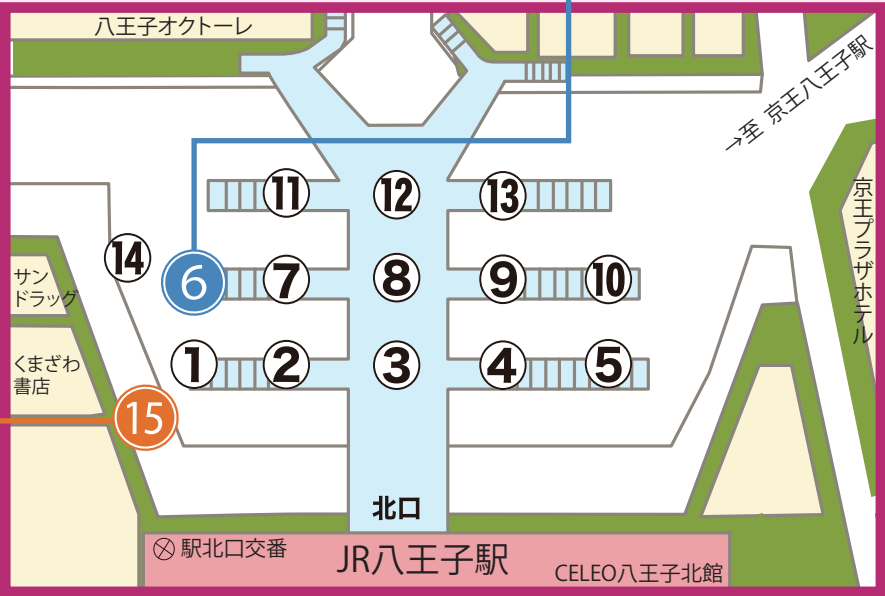 八王子オクトーレ
→至 京王八王子駅
京王プラザホテル
⑪
⑫
⑬
⑭
6
⑦
⑧
⑨
⑩
サン
ドラッグ
①
②
③
④
⑤
くまざわ
書店
15
北口
駅北口交番
JR八王子駅
CELEO八王子北館